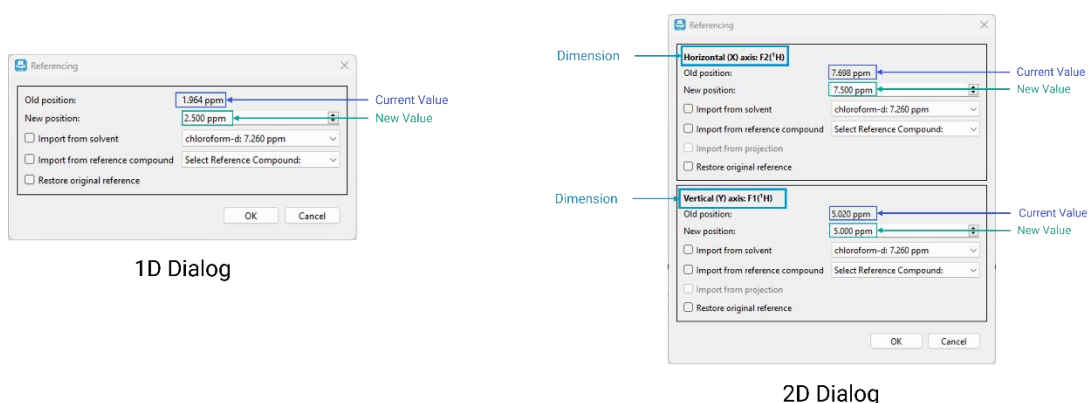 Referencing
Old position: 1.964 ppm Current Value
New position: 2.500 ppm New Value
Import from solvent chloroform-d: 7.260 ppm
Import from reference compound Select Reference Compound:
Restore original reference
OK Cancel
1D Dialog
Referencing
Dimension Horizontal (X) axis: F2(¹H)
Old position: 7.698 ppm Current Value
New position: 7.500 ppm New Value
Import from solvent chloroform-d: 7.260 ppm
Import from reference compound Select Reference Compound:
Import from projection
Restore original reference
Dimension Vertical (Y) axis: F1(¹H)
Old position: 5.020 ppm Current Value
New position: 5.000 ppm New Value
Import from solvent chloroform-d: 7.260 ppm
Import from reference compound Select Reference Compound:
Import from projection
Restore original reference
OK Cancel
2D Dialog